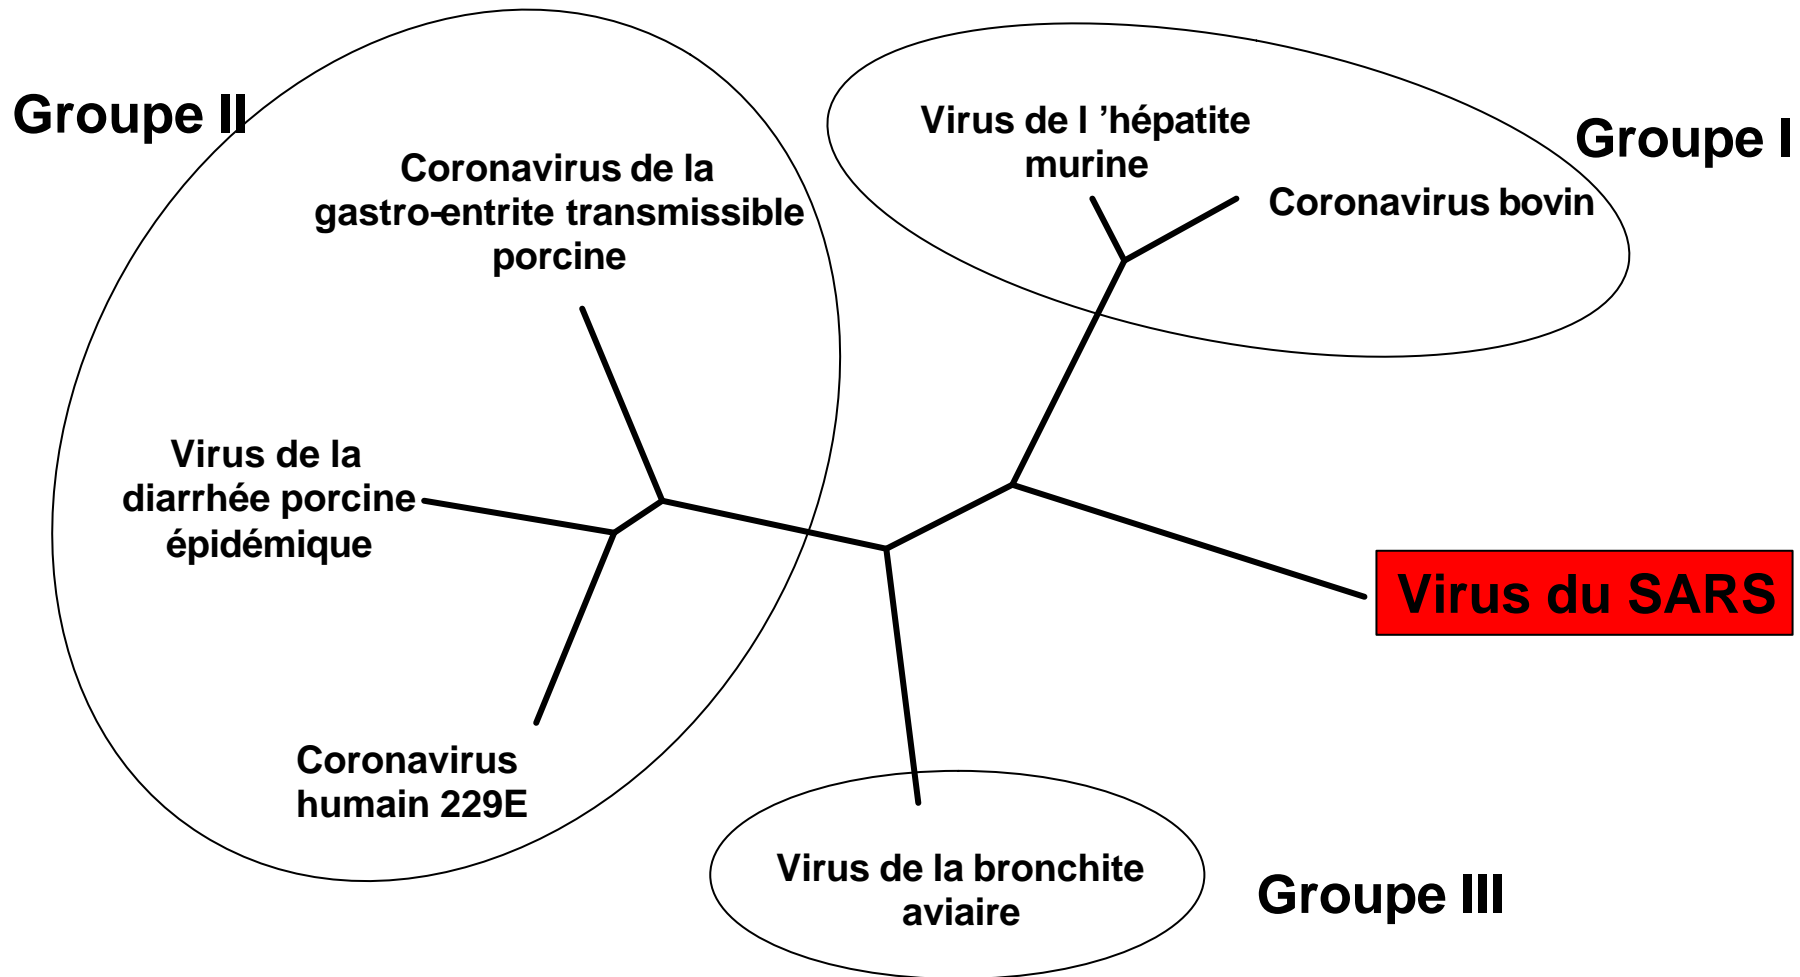 Groupe II
Coronavirus de la
gastro-entrite transmissible
porcine
Virus de la
diarrhée porcine
épidémique
Coronavirus
humain 229E
Virus de l ’hépatite
murine
Coronavirus bovin
Groupe I
Virus du SARS
Virus de la bronchite
aviaire
Groupe III